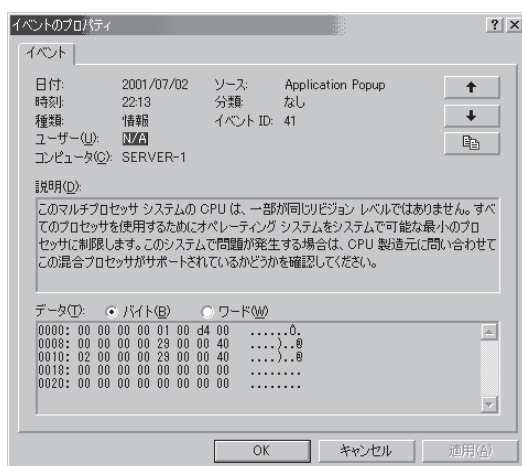 イベントのプロパティ
イベント
日付: 2001/07/02 ソース: Application Popup
時刻: 22:13 分類: なし
種類: 情報 イベント ID: 41
ユーザー(U): N/A
コンピュータ(C): SERVER-1
説明(D):
このマルチプロセッサ システムの CPU は、一部が同じリビジョン レベルではありません。すべ
てのプロセッサを使用するためにオペレーティング システムをシステムで可能な最小のプロ
セッサに制限します。このシステムで問題が発生する場合は、CPU 製造元に問い合わせて
この混合プロセッサがサポートされているかどうかを確認してください。
データ(T): バイト(B) ワード(W)
0000: 00 00 00 00 01 00 d4 00 ......Ô.
0008: 00 00 00 00 29 00 00 40 ....)..@
0010: 02 00 00 00 29 00 00 40 ....)..@
0018: 00 00 00 00 00 00 00 00 ........
0020: 00 00 00 00 00 00 00 00 ........
OK キャンセル 適用(A)